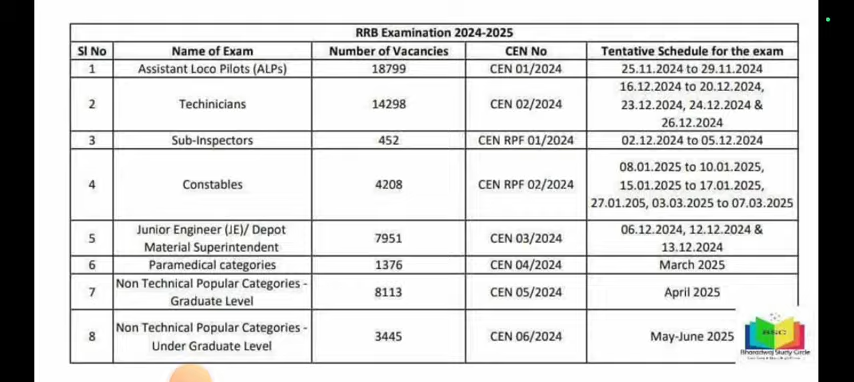 RRB Examination 2024-2025
Sl No Name of Exam Number of Vacancies CEN No Tentative Schedule for the exam
1 Assistant Loco Pilots (ALPs) 18799 CEN 01/2024 25.11.2024 to 29.11.2024
2 Techinicians 14298 CEN 02/2024 16.12.2024 to 20.12.2024,
23.12.2024, 24.12.2024 &
26.12.2024
3 Sub-Inspectors 452 CEN RPF 01/2024 02.12.2024 to 05.12.2024
4 Constables 4208 CEN RPF 02/2024 08.01.2025 to 10.01.2025,
15.01.2025 to 17.01.2025,
27.01.205, 03.03.2025 to 07.03.2025
5 Junior Engineer (JE)/ Depot
Material Superintendent 7951 CEN 03/2024 06.12.2024, 12.12.2024 &
13.12.2024
6 Paramedical categories 1376 CEN 04/2024 March 2025
7 Non Technical Popular Categories -
Graduate Level 8113 CEN 05/2024 April 2025
8 Non Technical Popular Categories -
Under Graduate Level 3445 CEN 06/2024 May-June 2025
Bharadwaj Study Circle